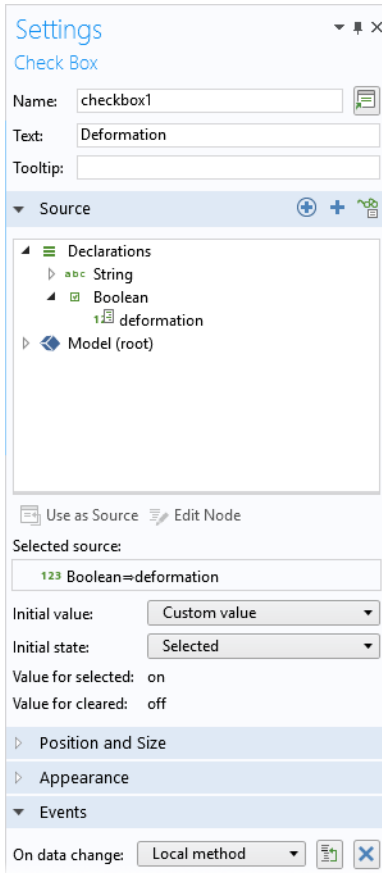 Settings
Check Box
Name: checkbox1
Text: Deformation
Tooltip:
Source
Declarations
abc String
Boolean
deformation
Model (root)
Use as Source Edit Node
Selected source:
123 Boolean⇒deformation
Initial value: Custom value
Initial state: Selected
Value for selected: on
Value for cleared: off
Position and Size
Appearance
Events
On data change: Local method